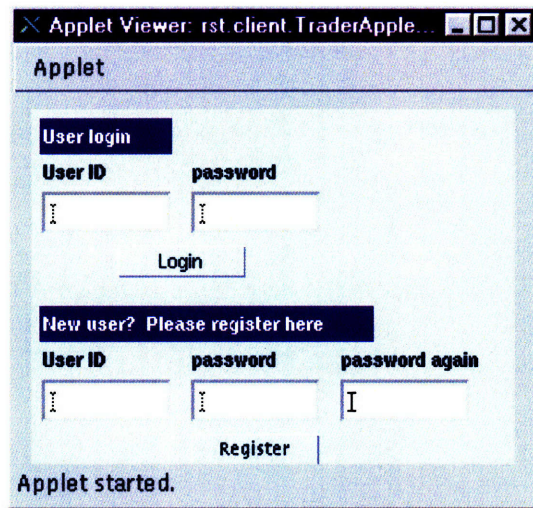 Applet Viewer: rst.client.TraderApple...
Applet
User login
User ID password
Login
New user? Please register here
User ID password password again
Register
Applet started.